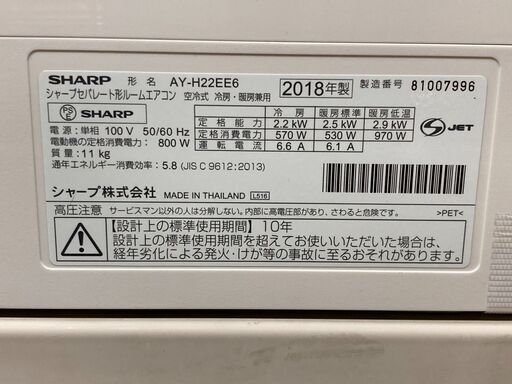 SHARP 形名 AY-H22EE6 2018年製 製造番号 81007996
シャープセパレート形ルームエアコン 空冷式 冷房・暖房兼用
PSE SHARP
冷房 暖房標準 暖房低温
定格能力 2.2 kW 2.5 kW 2.9 kW
定格消費電力 570 W 530 W 970 W
運転電流 6.6 A 6.1 A
S JET
電源:単相 100 V 50/60 Hz
電動機の定格消費電力: 800 W
質量:11 kg
通年エネルギー消費効率: 5.8 (JIS C 9612:2013)
シャープ株式会社 MADE IN THAILAND L516
高圧注意 サービスマン以外の人は分解しない。内部に高電圧部が有り、さわると危険です。 >PET<
【設計上の標準使用期間】10年
設計上の標準使用期間を超えてお使いいただいた場合は、
経年劣化による発火・けが等の事故に至るおそれがあります。